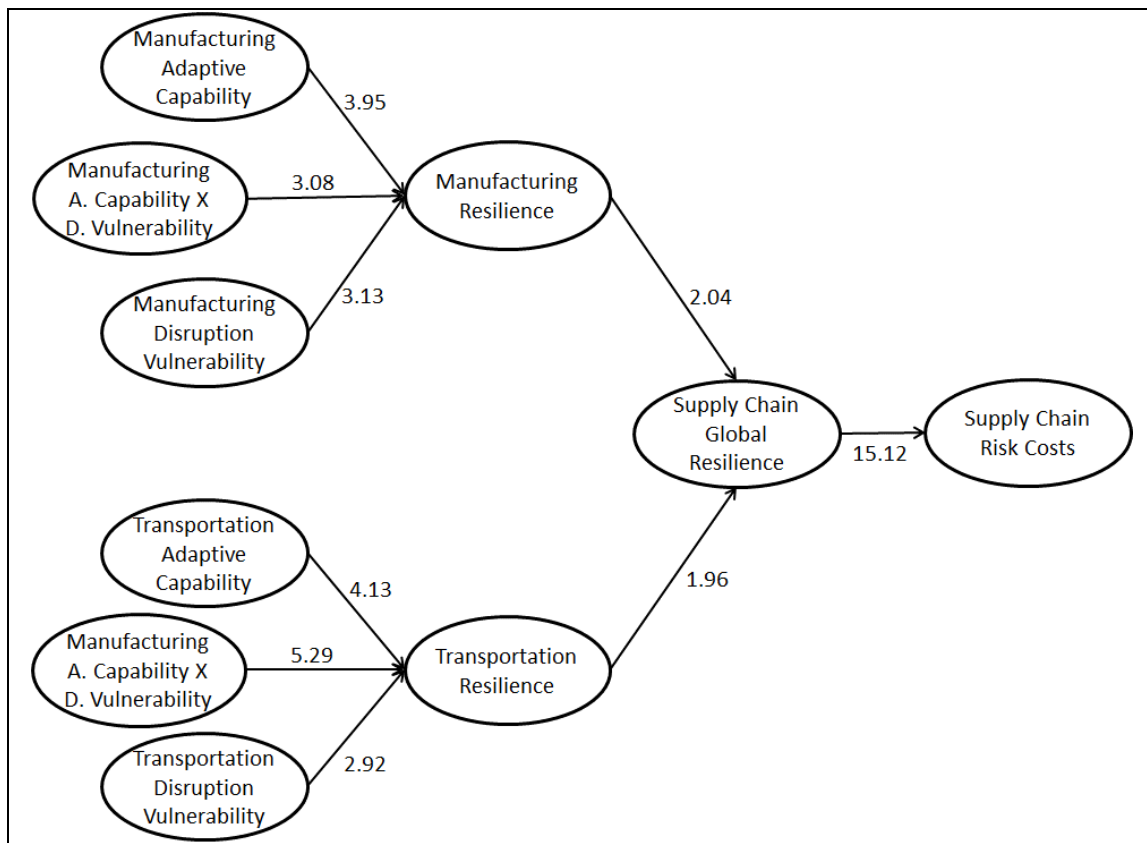 Manufacturing
Adaptive
Capability
3.95
Manufacturing
A. Capability X
D. Vulnerability
3.08
Manufacturing
Resilience
Manufacturing
Disruption
Vulnerability
3.13
2.04
Supply Chain
Global
Resilience
15.12
Supply Chain
Risk Costs
Transportation
Adaptive
Capability
4.13
1.96
Manufacturing
A. Capability X
D. Vulnerability
5.29
Transportation
Resilience
Transportation
Disruption
Vulnerability
2.92